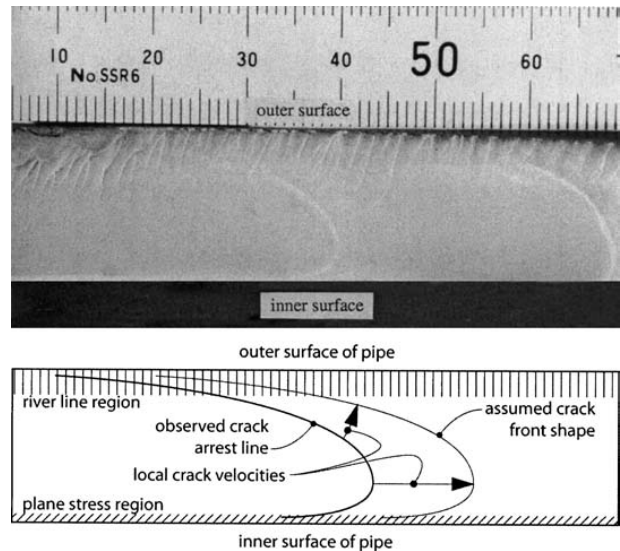 10 20 30 40 50 60
No SSR6
outer surface
inner surface
outer surface of pipe
river line region
observed crack
arrest line
assumed crack
front shape
local crack velocities
plane stress region
inner surface of pipe